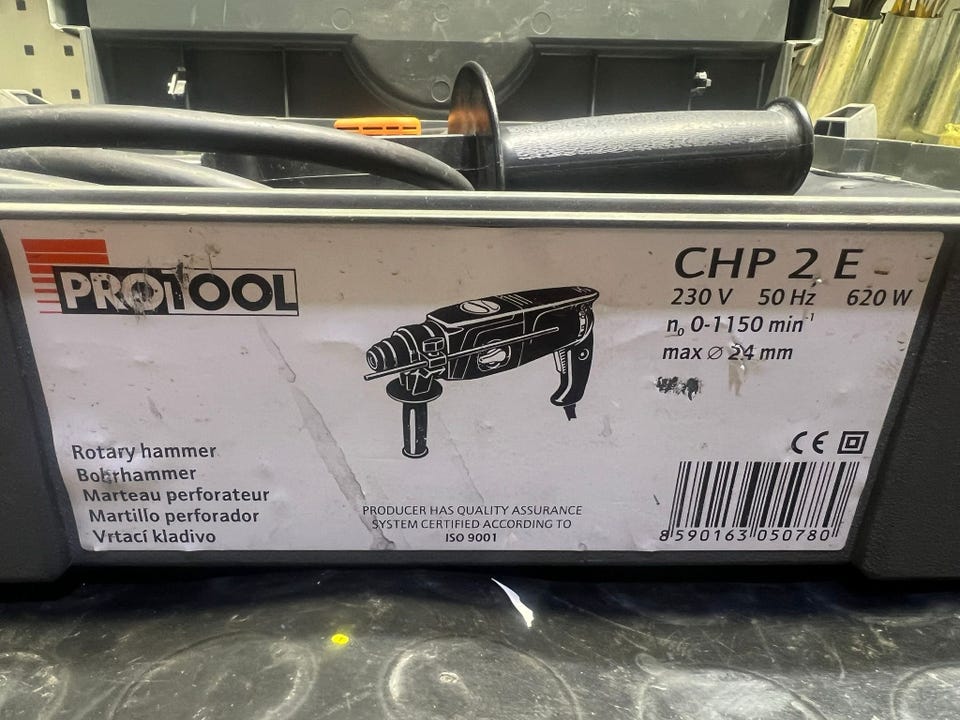 PROTOOL
CHP 2 E
230 V 50 Hz 620 W
n₀ 0-1150 min⁻¹
max ⌀ 24 mm
Rotary hammer
Bohrhammer
Marteau perforateur
Martillo perforador
Vrtací kladivo
PRODUCER HAS QUALITY ASSURANCE
SYSTEM CERTIFIED ACCORDING TO
ISO 9001
CE
8 590163 050780